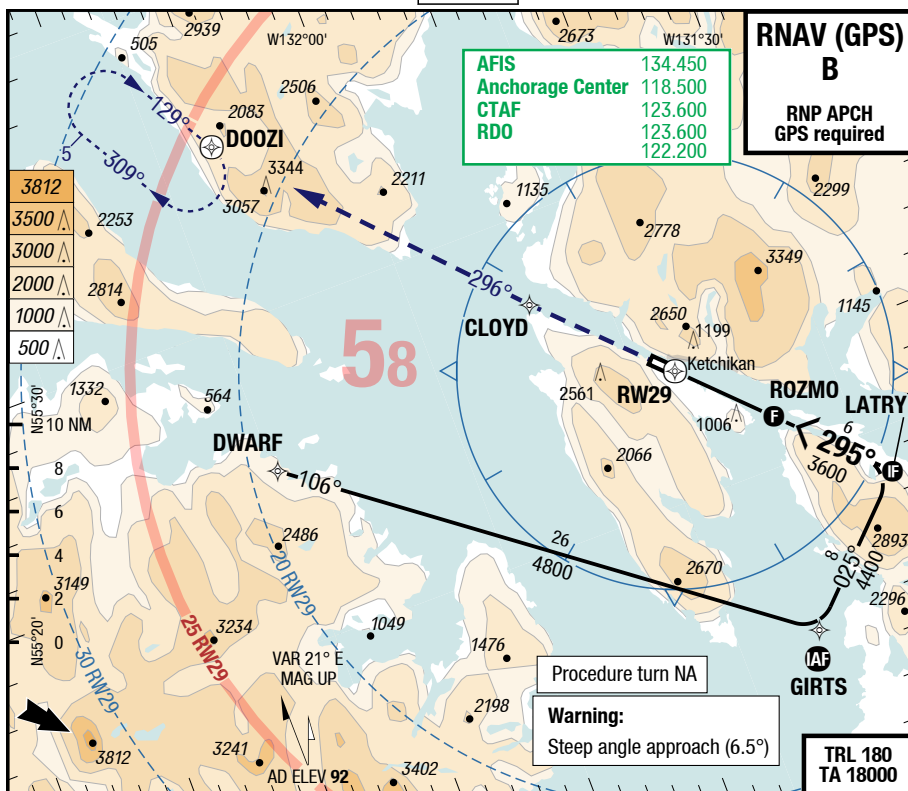 2939
505
W132°00'
2673
W131°30'
RNAV (GPS)
B
RNP APCH
GPS required
AFIS 134.450
Anchorage Center 118.500
CTAF 123.600
RDO 123.600
122.200
129°
2083
2506
DOOZI
5
309°
3344
3057
2211
1135
2299
2778
3812
3500
3000
2000
1000
500
2253
2814
3349
1145
296°
CLOYD
58
2650
1199
Ketchikan
2561
RW29
ROZMO
LATRY
F
6
295°
3600
IF
1006
1332
564
N55°30'
10 NM
8
6
4
2
0
N55°20'
DWARF
106°
2066
2486
26
4800
2670
2893
8
025°
4400
2296
3149
3234
20 RW29
25 RW29
30 RW29
1049
1476
IAF
GIRTS
VAR 21° E
MAG UP
Procedure turn NA
Warning:
Steep angle approach (6.5°)
2198
3812
3241
3402
AD ELEV 92
TRL 180
TA 18000